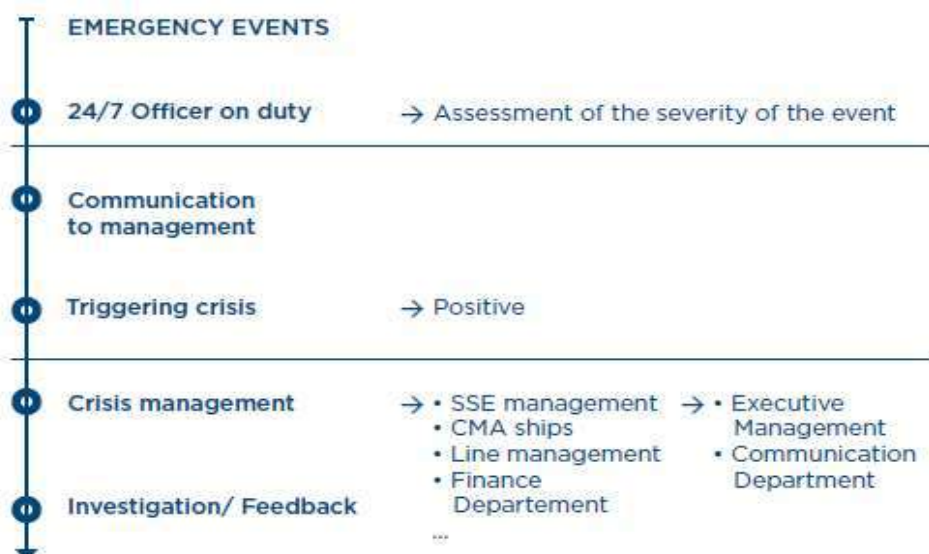 EMERGENCY EVENTS
24/7 Officer on duty → Assessment of the severity of the event
Communication
to management
Triggering crisis → Positive
Crisis management → • SSE management → • Executive
• CMA ships Management
• Line management • Communication
• Finance Department
Investigation/ Feedback Departement
...